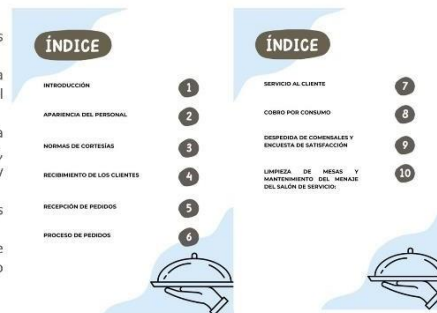 ÍNDICE
INTRODUCCIÓN 1
APARIENCIA DEL PERSONAL 2
NORMAS DE CORTESÍAS 3
RECIBIMIENTO DE LOS CLIENTES 4
RECEPCIÓN DE PEDIDOS 5
PROCESO DE PEDIDOS 6
ÍNDICE
SERVICIO AL CLIENTE 7
COBRO POR CONSUMO 8
DESPEDIDA DE COMENSALES Y
ENCUESTA DE SATISFACCIÓN 9
LIMPIEZA DE MESAS Y
MANTENIMIENTO DEL MENAJE
DEL SALÓN DE SERVICIO: 10